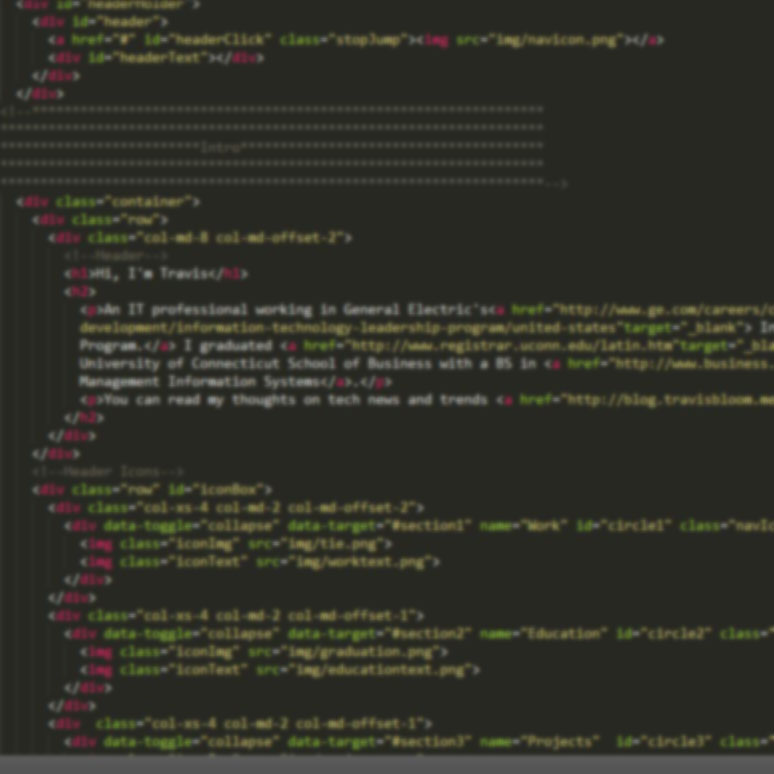 <div id="headerHolder">
<div id="header">
<a href="#" id="headerClick" class="stopJump"><img src="img/navicon.png"></a>
<div id="headerText"></div>
</div>
</div>
<!--****************************************************************
********************************************************************
*************************Intro**************************************
********************************************************************
********************************************************************-->
<div class="container">
<div class="row">
<div class="col-md-8 col-md-offset-2">
<!--Header-->
<h1>Hi, I'm Travis</h1>
<h2>
<p>An IT professional working in General Electric's<a href="http://www.ge.com/careers/
development/information-technology-leadership-program/united-states"target="_blank"> In
Program.</a> I graduated <a href="http://www.registrar.uconn.edu/latin.htm"target="_bla
University of Connecticut School of Business with a BS in <a href="http://www.business.
Management Information Systems</a>.</p>
<p>You can read my thoughts on tech news and trends <a href="http://blog.travisbloom.me
</h2>
</div>
</div>
<!--Header Icons-->
<div class="row" id="iconBox">
<div class="col-xs-4 col-md-2 col-md-offset-2">
<div data-toggle="collapse" data-target="#section1" name="Work" id="circle1" class="navIc
<img class="iconImg" src="img/tie.png">
<img class="iconText" src="img/worktext.png">
</div>
</div>
<div class="col-xs-4 col-md-2 col-md-offset-1">
<div data-toggle="collapse" data-target="#section2" name="Education" id="circle2" class="
<img class="iconImg" src="img/graduation.png">
<img class="iconText" src="img/educationtext.png">
</div>
</div>
<div  class="col-xs-4 col-md-2 col-md-offset-1">
<div data-toggle="collapse" data-target="#section3" name="Projects"  id="circle3" class="